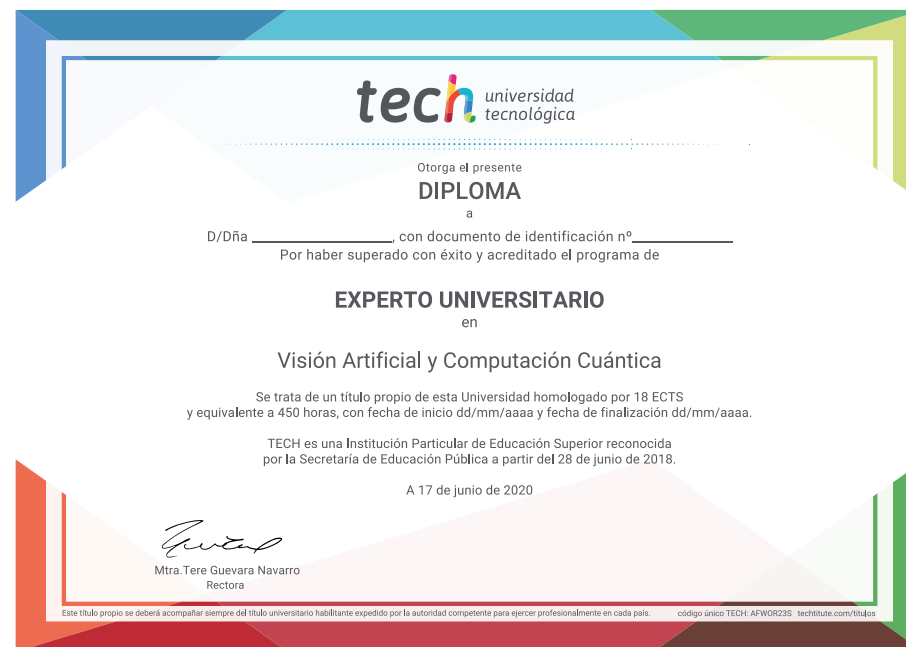 tech universidad
tecnológica
Otorga el presente
DIPLOMA
a
D/Dña ____________________, con documento de identificación nº______________
Por haber superado con éxito y acreditado el programa de
EXPERTO UNIVERSITARIO
en
Visión Artificial y Computación Cuántica
Se trata de un título propio de esta Universidad homologado por 18 ECTS
y equivalente a 450 horas, con fecha de inicio dd/mm/aaaa y fecha de finalización dd/mm/aaaa.
TECH es una Institución Particular de Educación Superior reconocida
por la Secretaría de Educación Pública a partir del 28 de junio de 2018.
A 17 de junio de 2020
Mtra.Tere Guevara Navarro
Rectora
Este título propio se deberá acompañar siempre del título universitario habilitante expedido por la autoridad competente para ejercer profesionalmente en cada país. código único TECH: AFWOR23S techtitute.com/titulos